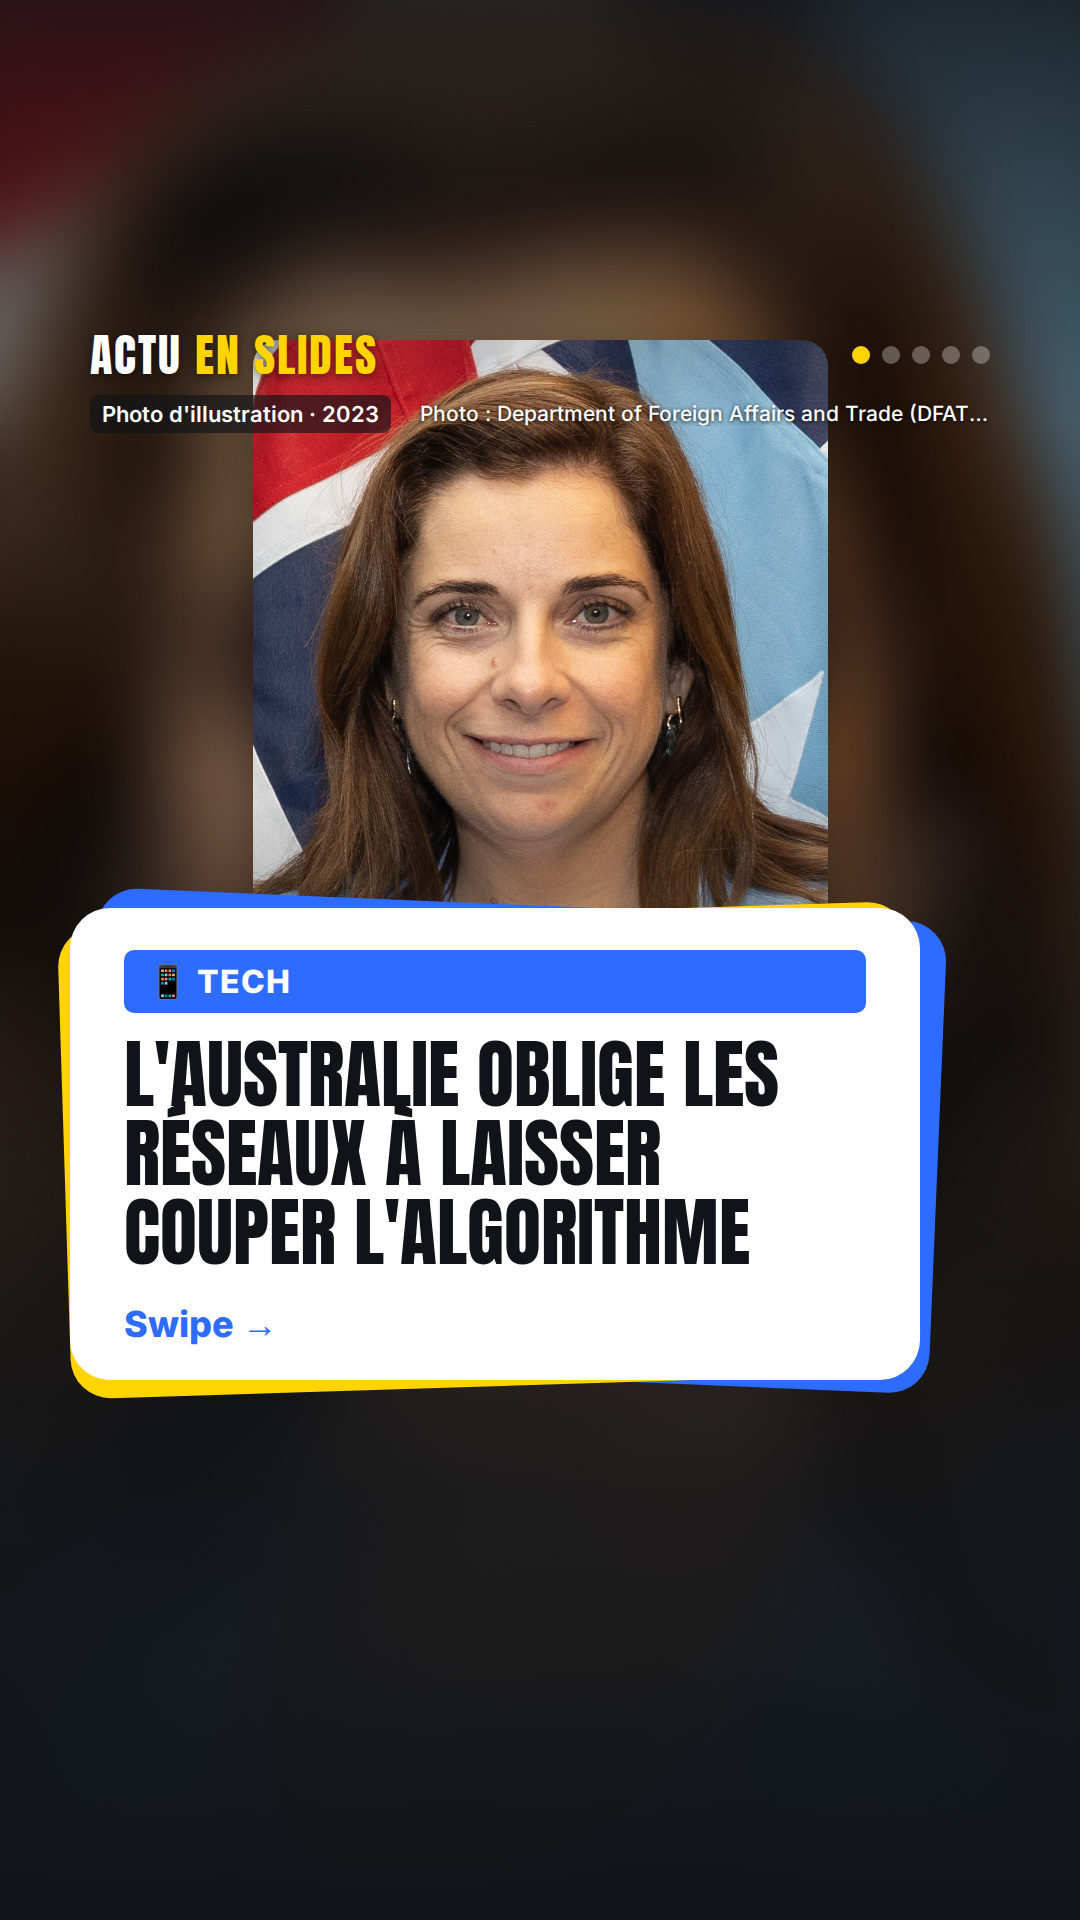 ACTU EN SLIDES
Photo d'illustration · 2023
Photo : Department of Foreign Affairs and Trade (DFAT...
📱 TECH
L'AUSTRALIE OBLIGE LES
RÉSEAUX À LAISSER
COUPER L'ALGORITHME
Swipe →